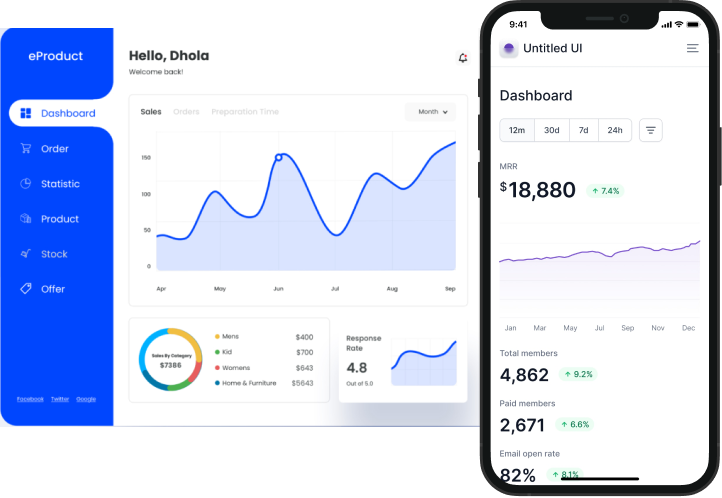 eProduct
Dashboard
Order
Statistic
Product
Stock
Offer
Facebook Twitter Google
Hello, Dhola
Welcome back!
Sales Orders Preparation Time
Month
150
100
50
0
Apr May Jun Jul Aug Sep
Sales By Category
$7386
Mens $400
Kid $700
Womens $643
Home & Furniture $5643
Response
Rate
4.8
Out of 5.0
9:41
Untitled UI
Dashboard
12m 30d 7d 24h
MRR
$18,880 7.4%
Jan Mar May Jul Sep Nov Dec
Total members
4,862 9.2%
Paid members
2,671 6.6%
Email open rate
82% 8.1%